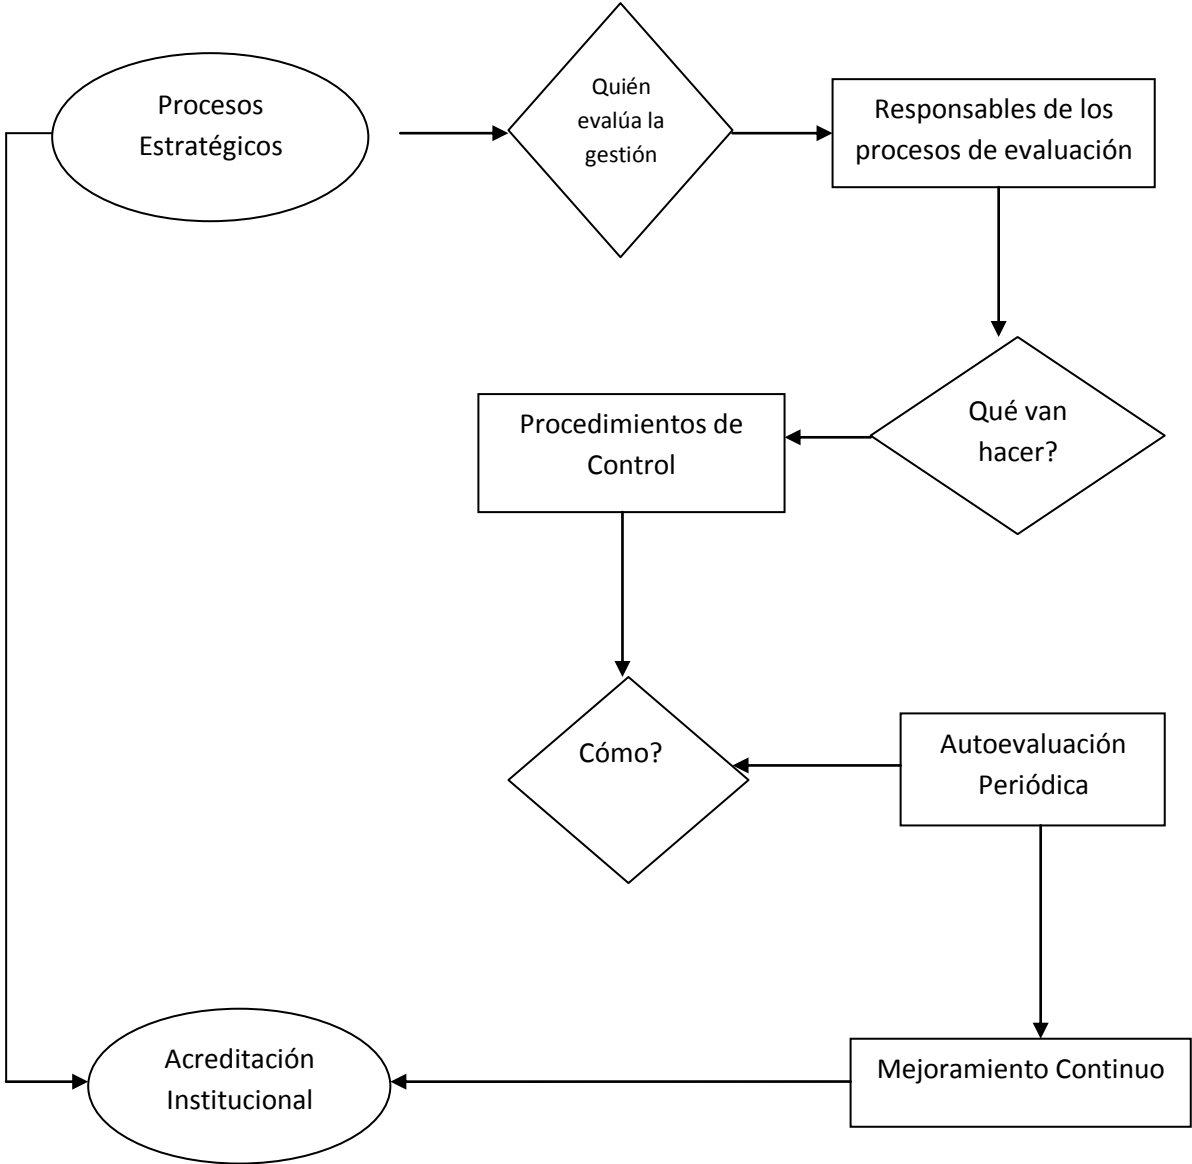 Procesos
Estratégicos
Quién
evalúa la
gestión
Responsables de los
procesos de evaluación
Qué van
hacer?
Procedimientos de
Control
Cómo?
Autoevaluación
Periódica
Mejoramiento Continuo
Acreditación
Institucional